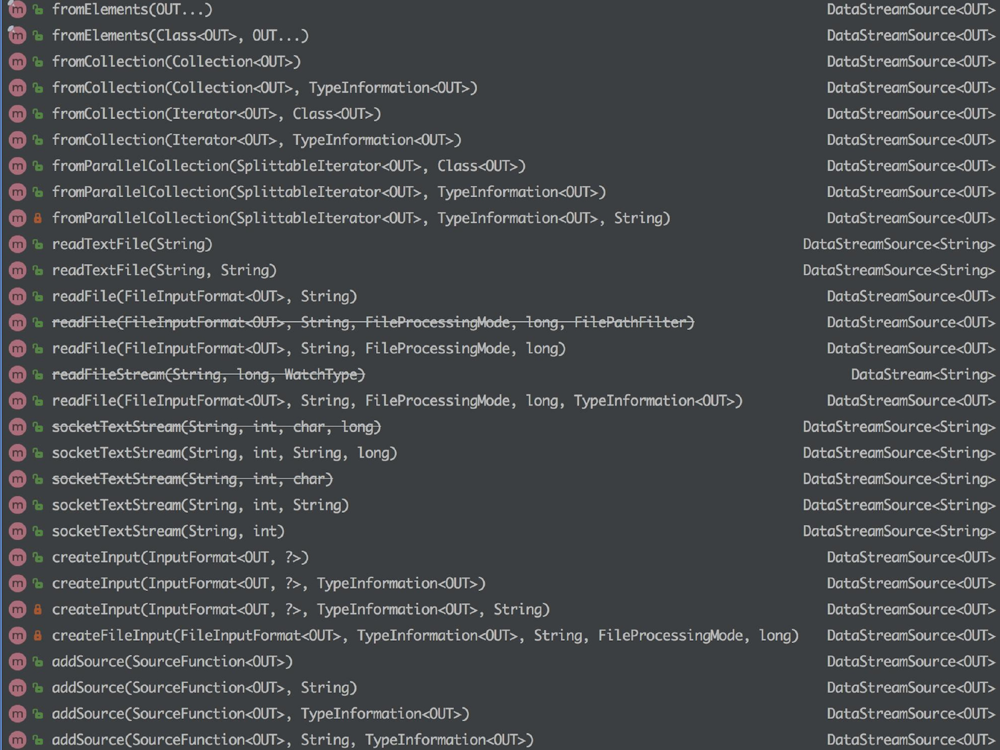 m fromElements(OUT...) DataStreamSource<OUT>
m fromElements(Class<OUT>, OUT...) DataStreamSource<OUT>
m fromCollection(Collection<OUT>) DataStreamSource<OUT>
m fromCollection(Collection<OUT>, TypeInformation<OUT>) DataStreamSource<OUT>
m fromCollection(Iterator<OUT>, Class<OUT>) DataStreamSource<OUT>
m fromCollection(Iterator<OUT>, TypeInformation<OUT>) DataStreamSource<OUT>
m fromParallelCollection(SplittableIterator<OUT>, Class<OUT>) DataStreamSource<OUT>
m fromParallelCollection(SplittableIterator<OUT>, TypeInformation<OUT>) DataStreamSource<OUT>
m fromParallelCollection(SplittableIterator<OUT>, TypeInformation<OUT>, String) DataStreamSource<OUT>
m readTextFile(String) DataStreamSource<String>
m readTextFile(String, String) DataStreamSource<String>
m readFile(FileInputFormat<OUT>, String) DataStreamSource<OUT>
m readFile(FileInputFormat<OUT>, String, FileProcessingMode, long, FilePathFilter) DataStreamSource<OUT>
m readFile(FileInputFormat<OUT>, String, FileProcessingMode, long) DataStreamSource<OUT>
m readFileStream(String, long, WatchType) DataStream<String>
m readFile(FileInputFormat<OUT>, String, FileProcessingMode, long, TypeInformation<OUT>) DataStreamSource<OUT>
m socketTextStream(String, int, char, long) DataStreamSource<String>
m socketTextStream(String, int, String, long) DataStreamSource<String>
m socketTextStream(String, int, char) DataStreamSource<String>
m socketTextStream(String, int, String) DataStreamSource<String>
m socketTextStream(String, int) DataStreamSource<String>
m createInput(InputFormat<OUT, ?>) DataStreamSource<OUT>
m createInput(InputFormat<OUT, ?>, TypeInformation<OUT>) DataStreamSource<OUT>
m createInput(InputFormat<OUT, ?>, TypeInformation<OUT>, String) DataStreamSource<OUT>
m createFileInput(FileInputFormat<OUT>, TypeInformation<OUT>, String, FileProcessingMode, long) DataStreamSource<OUT>
m addSource(SourceFunction<OUT>) DataStreamSource<OUT>
m addSource(SourceFunction<OUT>, String) DataStreamSource<OUT>
m addSource(SourceFunction<OUT>, TypeInformation<OUT>) DataStreamSource<OUT>
m addSource(SourceFunction<OUT>, String, TypeInformation<OUT>) DataStreamSource<OUT>